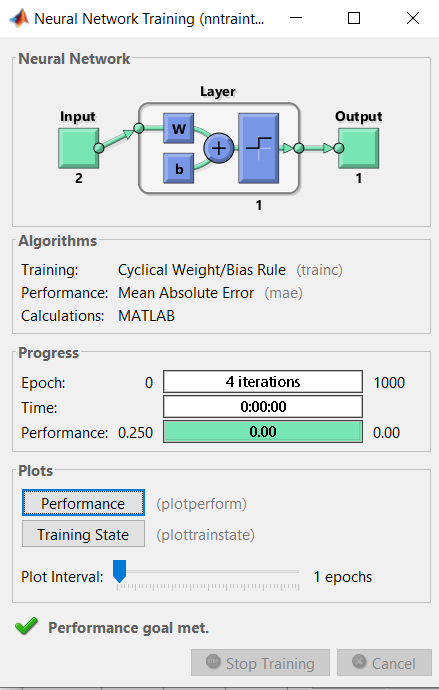 Neural Network Training (nntraint...
Neural Network
Layer
Input
Output
W
b
+
2
1
1
Algorithms
Training: Cyclical Weight/Bias Rule (trainc)
Performance: Mean Absolute Error (mae)
Calculations: MATLAB
Progress
Epoch: 0 4 iterations 1000
Time: 0:00:00
Performance: 0.250 0.00 0.00
Plots
Performance (plotperform)
Training State (plottrainstate)
Plot Interval: 1 epochs
Performance goal met.
Stop Training Cancel